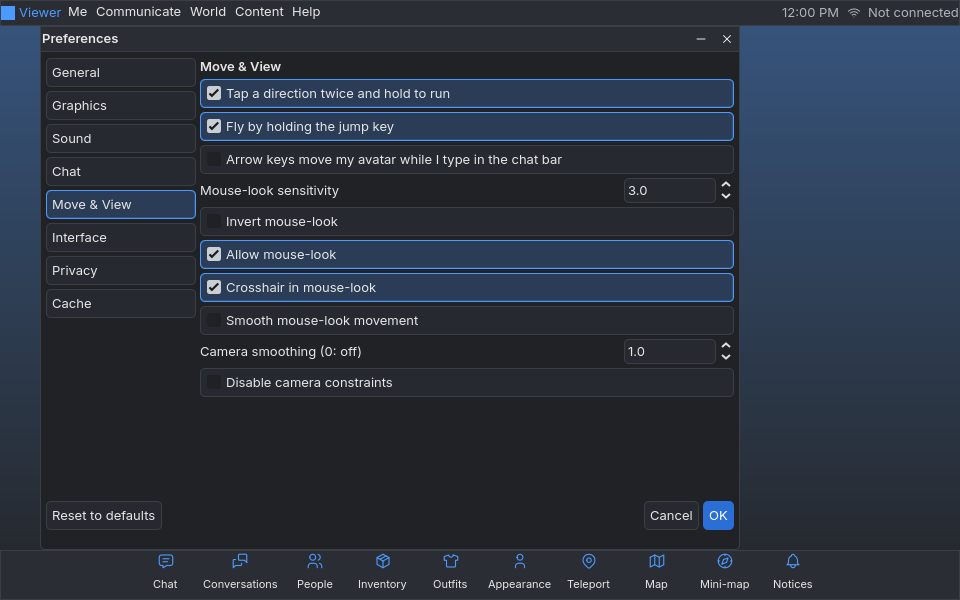 Viewer Me Communicate World Content Help 12:00 PM Not connected
Preferences
General
Graphics
Sound
Chat
Move & View
Interface
Privacy
Cache
Move & View
Tap a direction twice and hold to run
Fly by holding the jump key
Arrow keys move my avatar while I type in the chat bar
Mouse-look sensitivity 3.0
Invert mouse-look
Allow mouse-look
Crosshair in mouse-look
Smooth mouse-look movement
Camera smoothing (0: off) 1.0
Disable camera constraints
Reset to defaults Cancel OK
Chat Conversations People Inventory Outfits Appearance Teleport Map Mini-map Notices